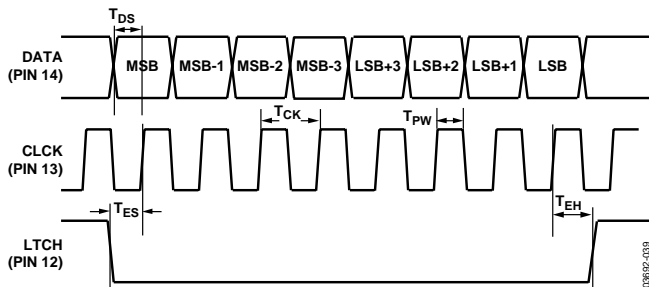 TDS
DATA
(PIN 14)
MSB MSB-1 MSB-2 MSB-3 LSB+3 LSB+2 LSB+1 LSB
TCK
TPW
CLCK
(PIN 13)
TES
TEH
LTCH
(PIN 12)
03692-039